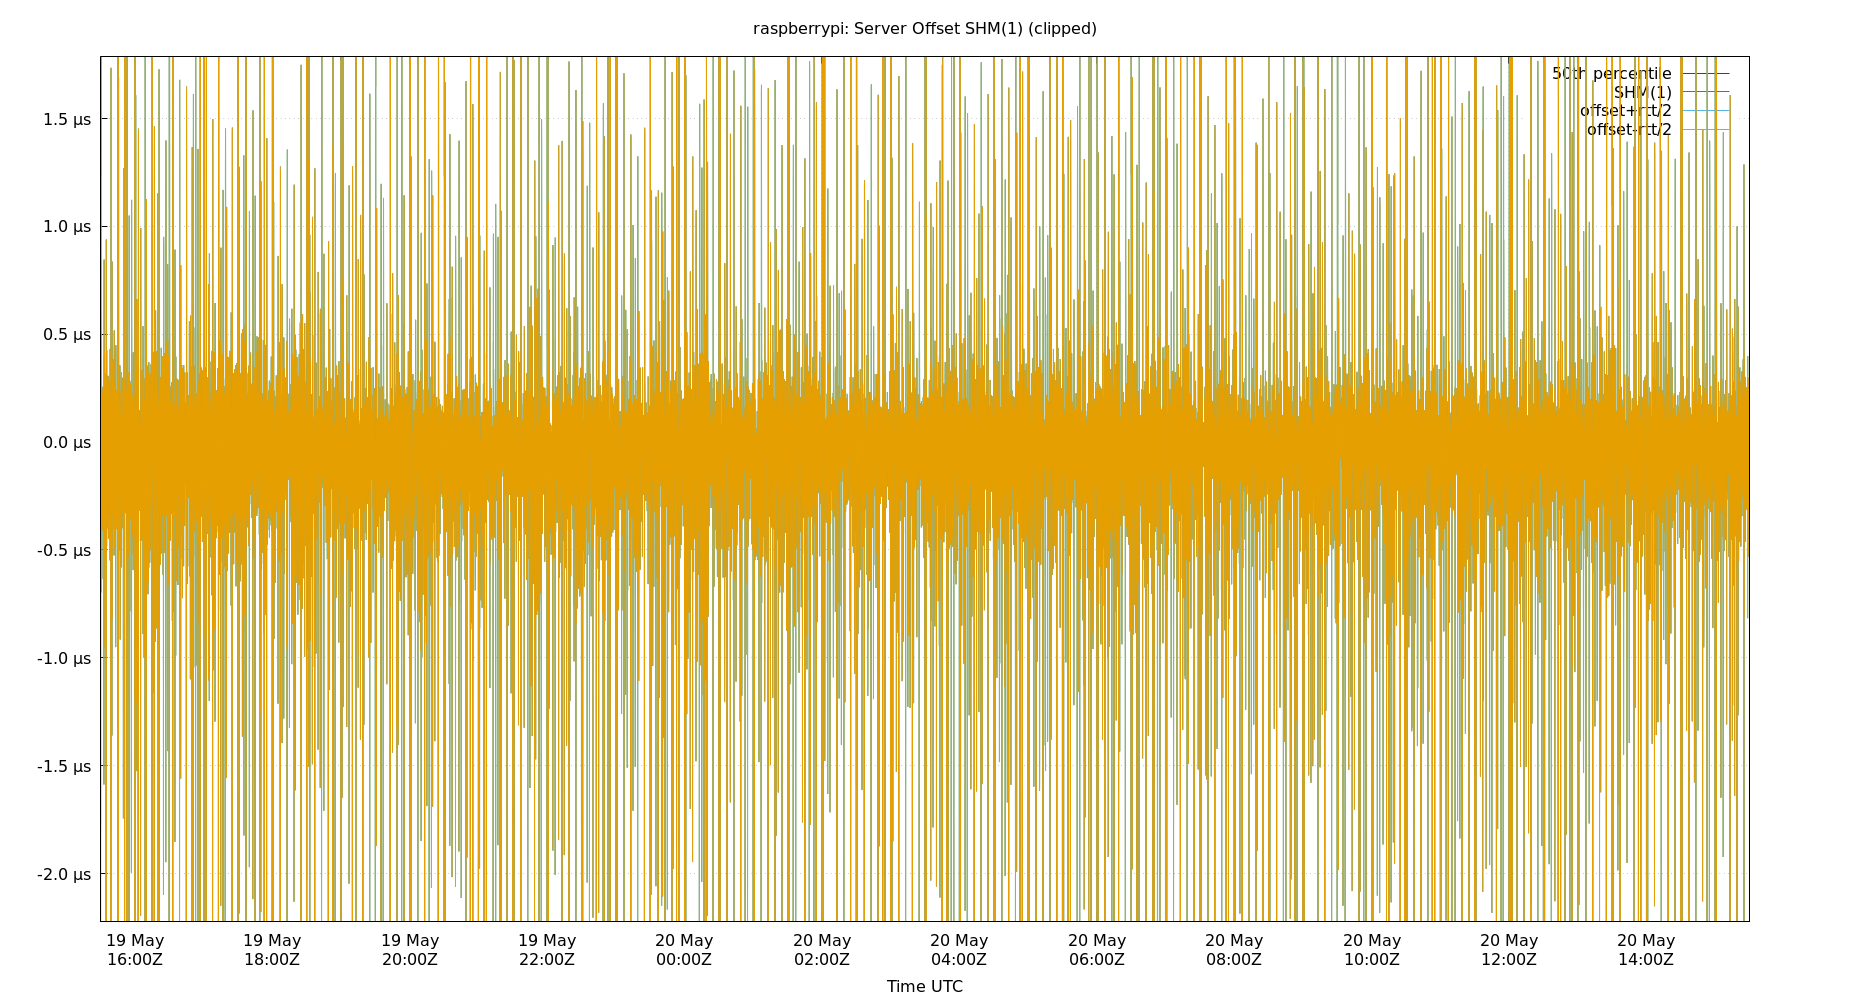 raspberrypi: Server Offset SHM(1) (clipped)
50th percentile
SHM(1)
offset+rtt/2
offset-rtt/2
1.5 µs
1.0 µs
0.5 µs
0.0 µs
-0.5 µs
-1.0 µs
-1.5 µs
-2.0 µs
19 May 19 May 19 May 19 May 20 May 20 May 20 May 20 May 20 May 20 May 20 May 20 May
16:00Z 18:00Z 20:00Z 22:00Z 00:00Z 02:00Z 04:00Z 06:00Z 08:00Z 10:00Z 12:00Z 14:00Z
Time UTC